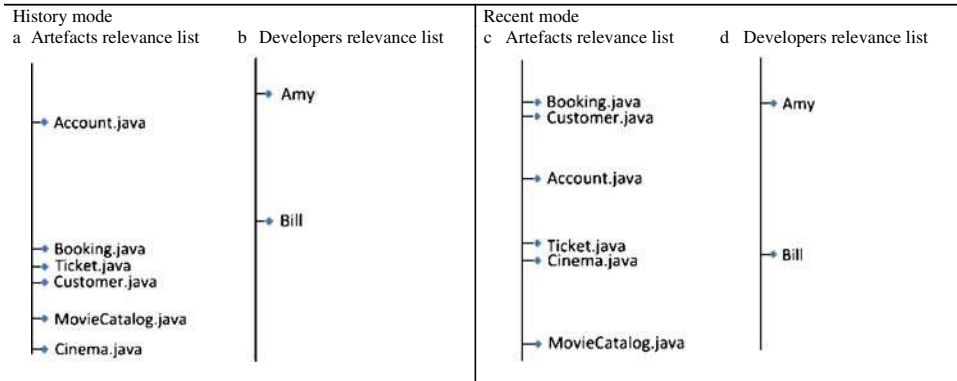 History mode
a Artefacts relevance list
b Developers relevance list
Account.java
Booking.java
Ticket.java
Customer.java
MovieCatalog.java
Cinema.java
Amy
Bill
Recent mode
c Artefacts relevance list
d Developers relevance list
Booking.java
Customer.java
Account.java
Ticket.java
Cinema.java
MovieCatalog.java
Amy
Bill